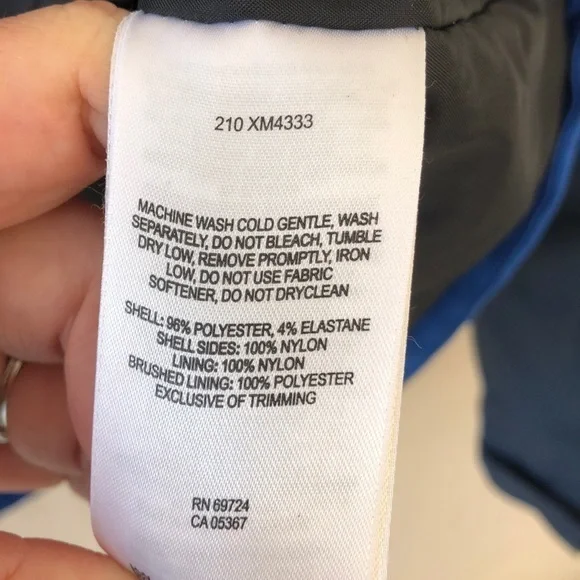 210 XM4333
MACHINE WASH COLD GENTLE, WASH
SEPARATELY, DO NOT BLEACH, TUMBLE
DRY LOW, REMOVE PROMPTLY, IRON
LOW, DO NOT USE FABRIC
SOFTENER, DO NOT DRYCLEAN
SHELL: 96% POLYESTER, 4% ELASTANE
SHELL SIDES: 100% NYLON
LINING: 100% NYLON
BRUSHED LINING: 100% POLYESTER
EXCLUSIVE OF TRIMMING
RN 69724
CA 05367